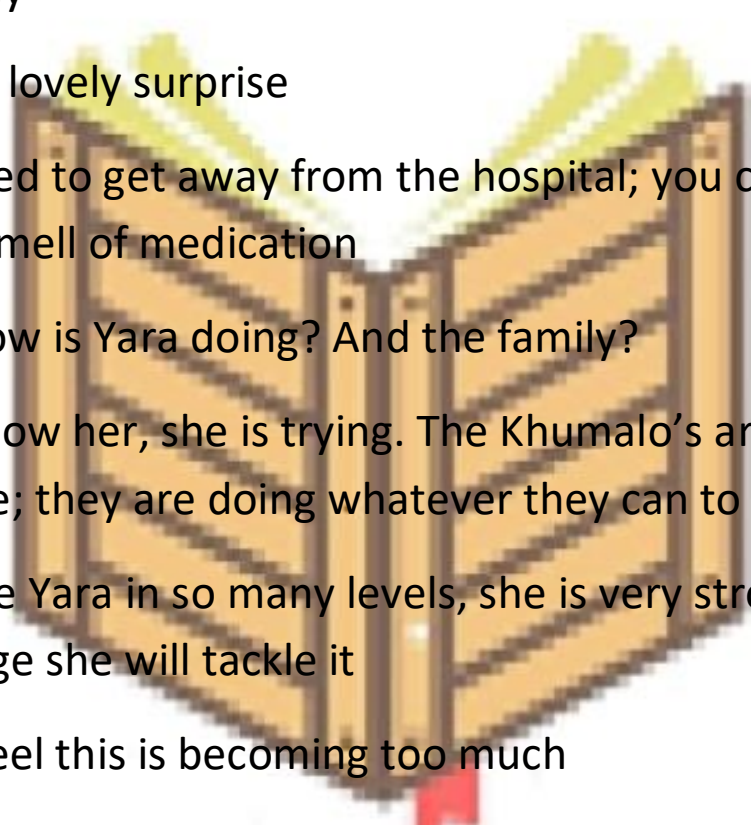 lovely surprise
ed to get away from the hospital; you
mell of medication
ow is Yara doing? And the family?
ow her, she is trying. The Khumalo’s
e; they are doing whatever they can to
e Yara in so many levels, she is very
ge she will tackle it
eel this is becoming too much